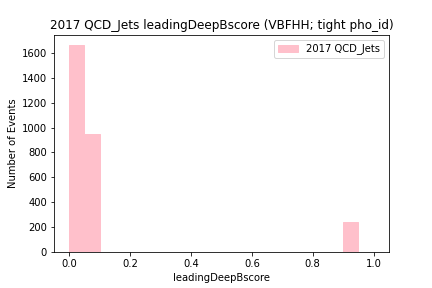 2017 QCD_Jets leadingDeepBscore (VBFHH; tight pho_id)
2017 QCD_Jets
1600
1400
1200
1000
800
600
400
200
0
Number of Events
0.0 0.2 0.4 0.6 0.8 1.0
leadingDeepBscore